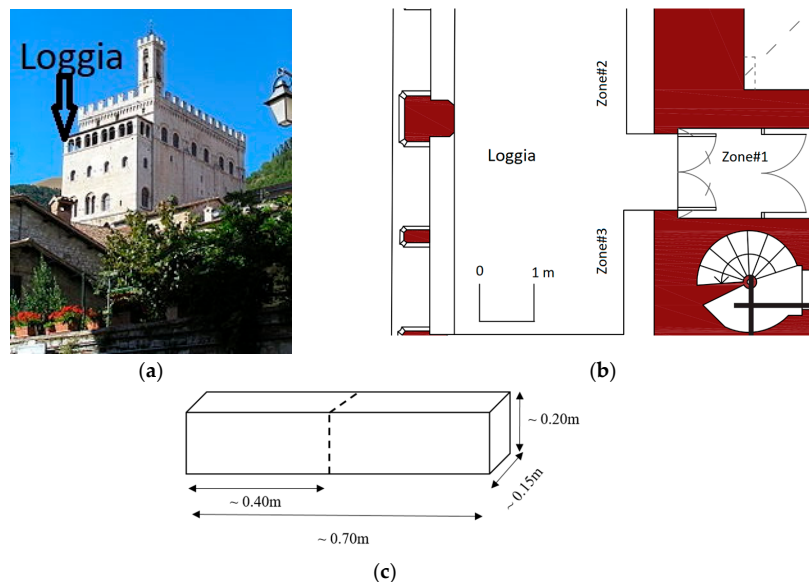 Loggia
Zone#2
Loggia
Zone#1
Zone#3
0 1 m
(a)
(b)
~ 0.20m
~ 0.15m
~ 0.40m
~ 0.70m
(c)